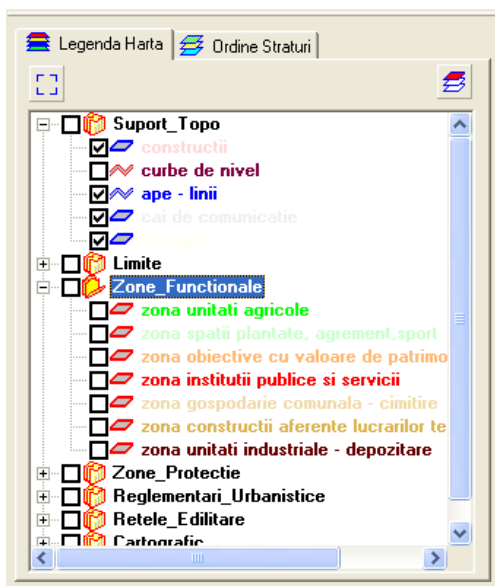 Legenda Harta
Ordine Straturi
Suport_Topo
constructii
curbe de nivel
ape - linii
cai de comunicatie
Limite
Zone_Functionale
zona unitati agricole
zona spatii plantate, agrement,sport
zona obiective cu valoare de patrimo
zona institutii publice si servicii
zona gospodarie comunala - cimitire
zona constructii aferente lucrarilor te
zona unitati industriale - depozitare
Zone_Protectie
Reglementari_Urbanistice
Retele_Edilitare
Cartografic